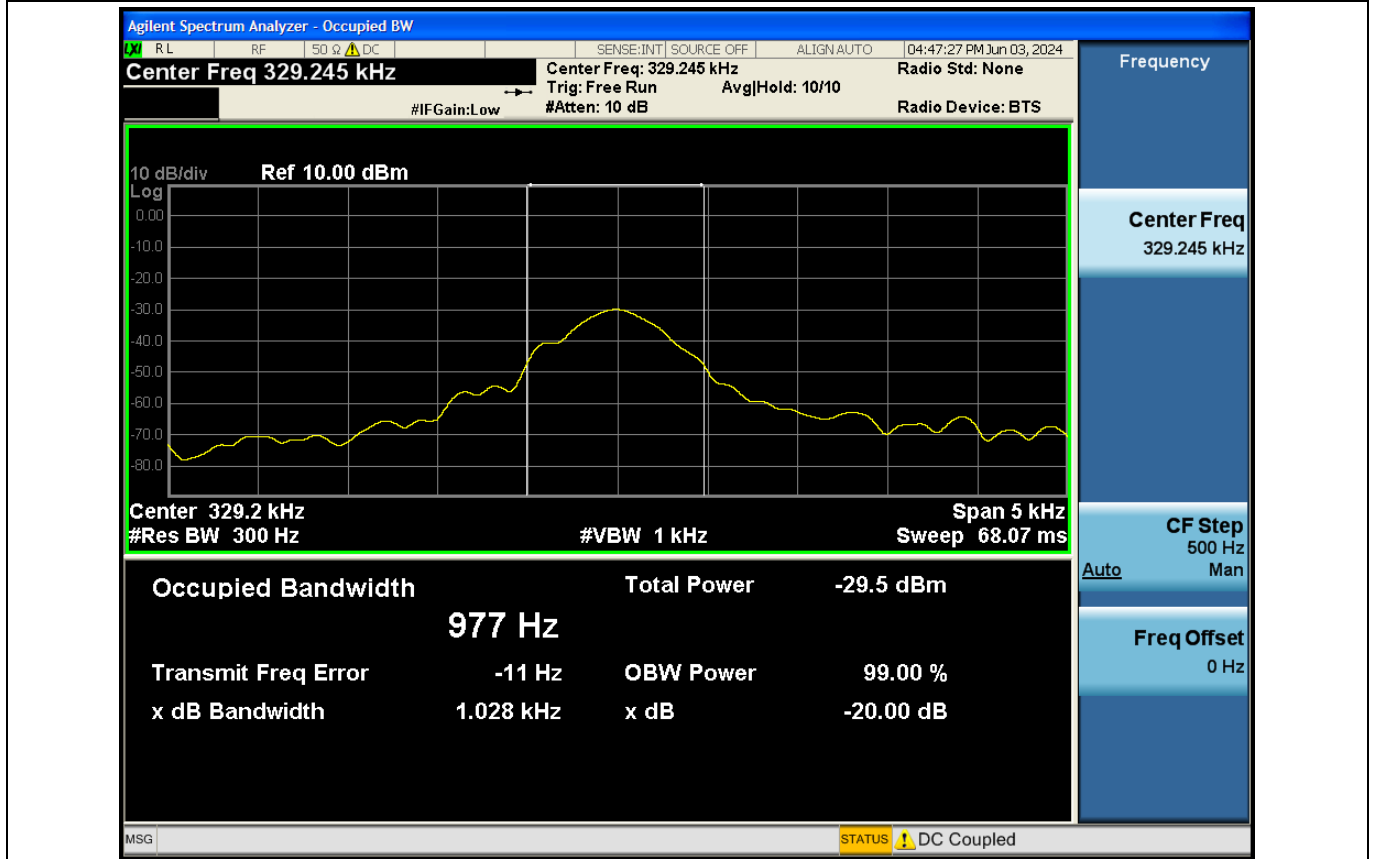 Agilent Spectrum Analyzer - Occupied BW
LXI RL RF 50 Ω DC SENSE:INT SOURCE OFF ALIGN AUTO 04:47:27 PM Jun 03, 2024
Center Freq 329.245 kHz Center Freq: 329.245 kHz Radio Std: None
Trig: Free Run Avg|Hold: 10/10
#IFGain:Low #Atten: 10 dB Radio Device: BTS
Frequency
10 dB/div Ref 10.00 dBm
Log
0.00
-10.0
-20.0
-30.0
-40.0
-50.0
-60.0
-70.0
-80.0
Center 329.2 kHz Span 5 kHz
#Res BW 300 Hz #VBW 1 kHz Sweep 68.07 ms
Center Freq
329.245 kHz
CF Step
500 Hz
Auto Man
Freq Offset
0 Hz
Occupied Bandwidth Total Power -29.5 dBm
977 Hz
Transmit Freq Error -11 Hz OBW Power 99.00 %
x dB Bandwidth 1.028 kHz x dB -20.00 dB
MSG STATUS DC Coupled